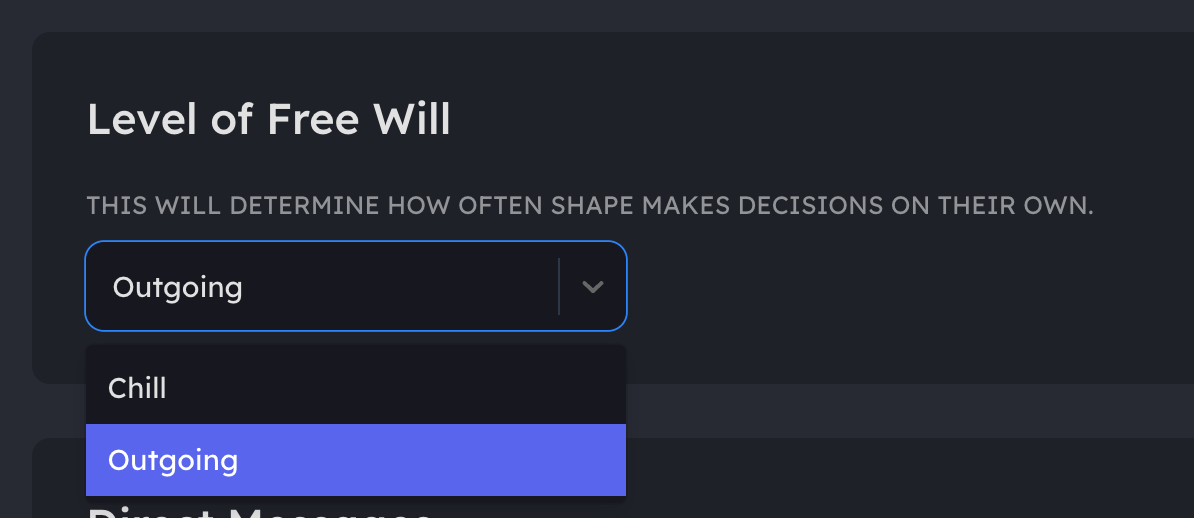 Level of Free Will
THIS WILL DETERMINE HOW OFTEN SHAPE MAKES DECISIONS ON THEIR OWN.
Outgoing
Chill
Outgoing
Direct Messages